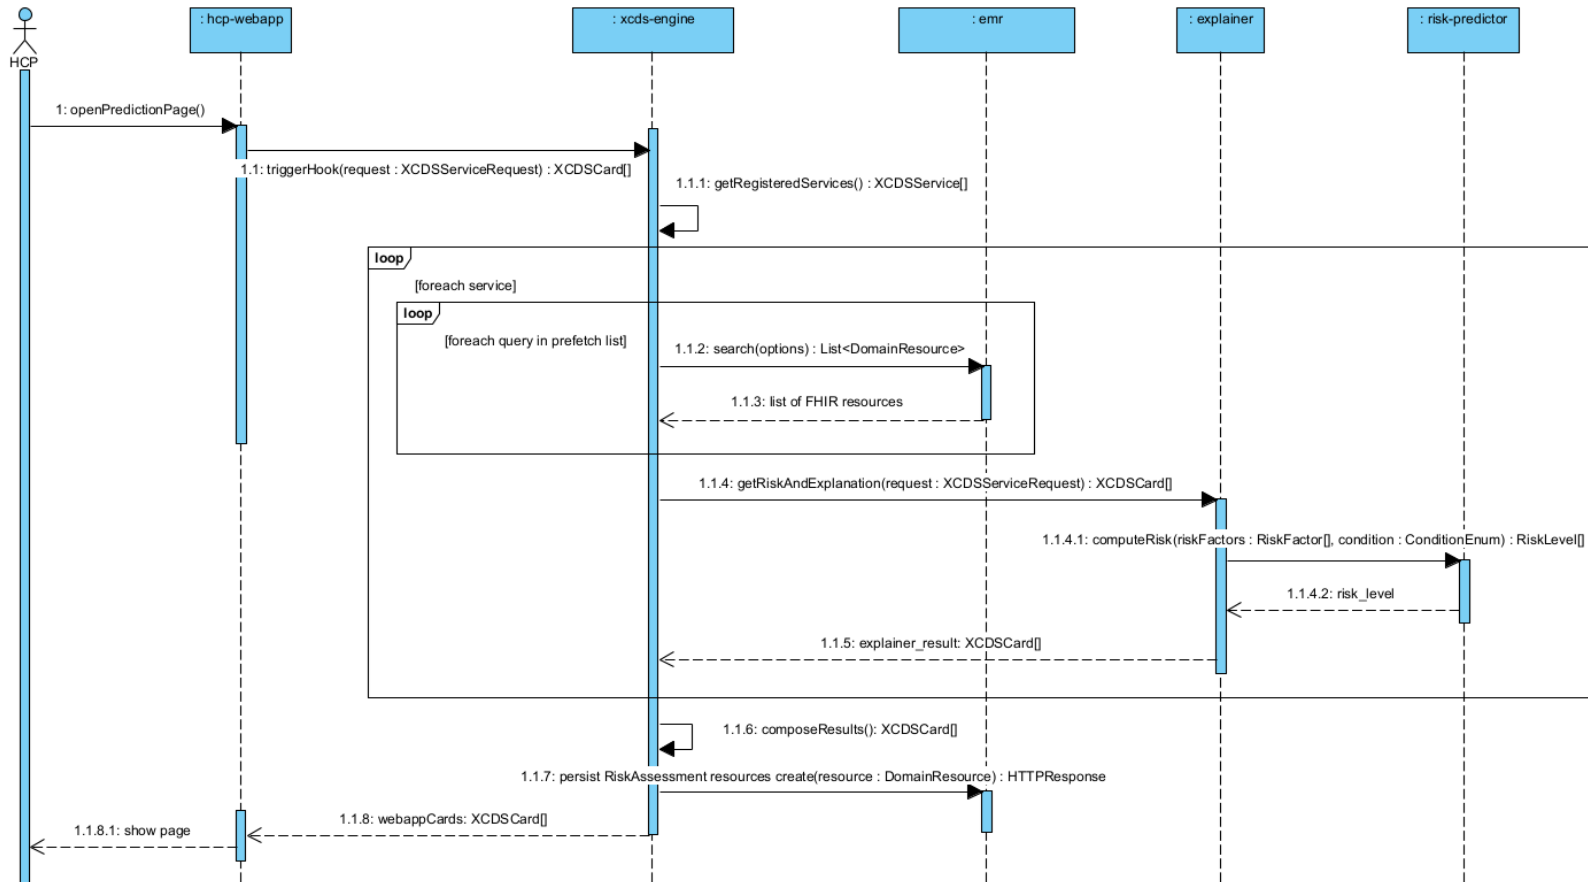 : hcp-webapp
: xcds-engine
: emr
: explainer
: risk-predictor
HCP
1: openPredictionPage()
1.1: triggerHook(request : XCDSServiceRequest) : XCDSCard[]
1.1.1: getRegisteredServices() : XCDSService[]
loop
[foreach service]
loop
[foreach query in prefetch list]
1.1.2: search(options) : List<DomainResource>
1.1.3: list of FHIR resources
1.1.4: getRiskAndExplanation(request : XCDSServiceRequest) : XCDSCard[]
1.1.4.1: computeRisk(riskFactors : RiskFactor[], condition : ConditionEnum) : RiskLevel[]
1.1.4.2: risk_level
1.1.5: explainer_result: XCDSCard[]
1.1.6: composeResults(): XCDSCard[]
1.1.7: persist RiskAssessment resources create(resource : DomainResource) : HTTPResponse
1.1.8: webappCards: XCDSCard[]
1.1.8.1: show page